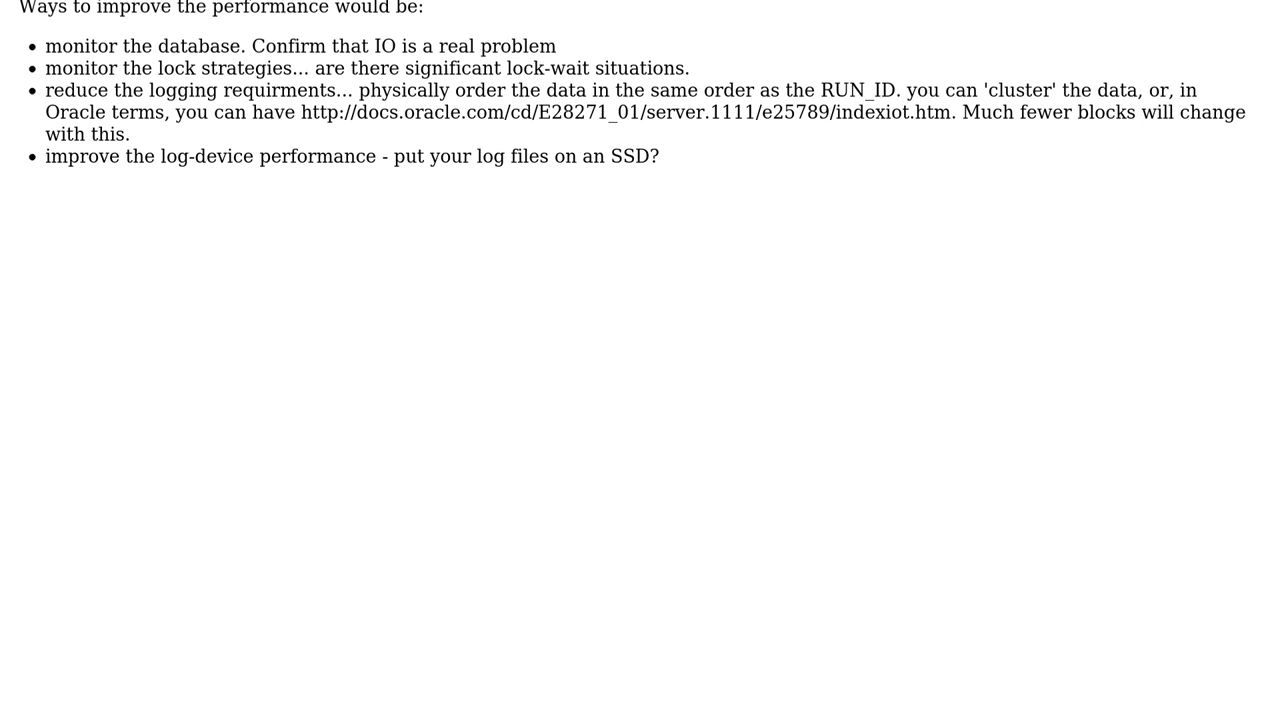 Ways to improve the performance would be:
• monitor the database. Confirm that IO is a real problem
• monitor the lock strategies... are there significant lock-wait situations.
• reduce the logging requirments... physically order the data in the same order as the RUN_ID. you can 'cluster' the data, or, in
Oracle terms, you can have http://docs.oracle.com/cd/E28271_01/server.1111/e25789/indexiot.htm. Much fewer blocks will change
with this.
• improve the log-device performance - put your log files on an SSD?